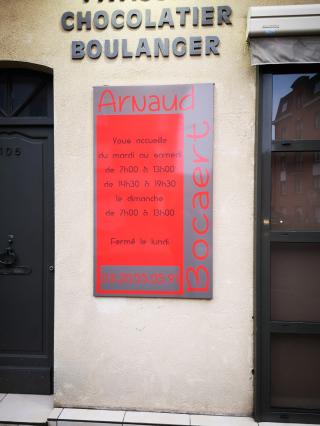 CHOCOLATIER
BOULANGER
Arnaud
Bocaert
Vous accueille
du mardi au samedi
de 7h00 à 13h00
de 14h30 à 19h30
le dimanche
de 7h00 à 13h00
Fermé le lundi
105